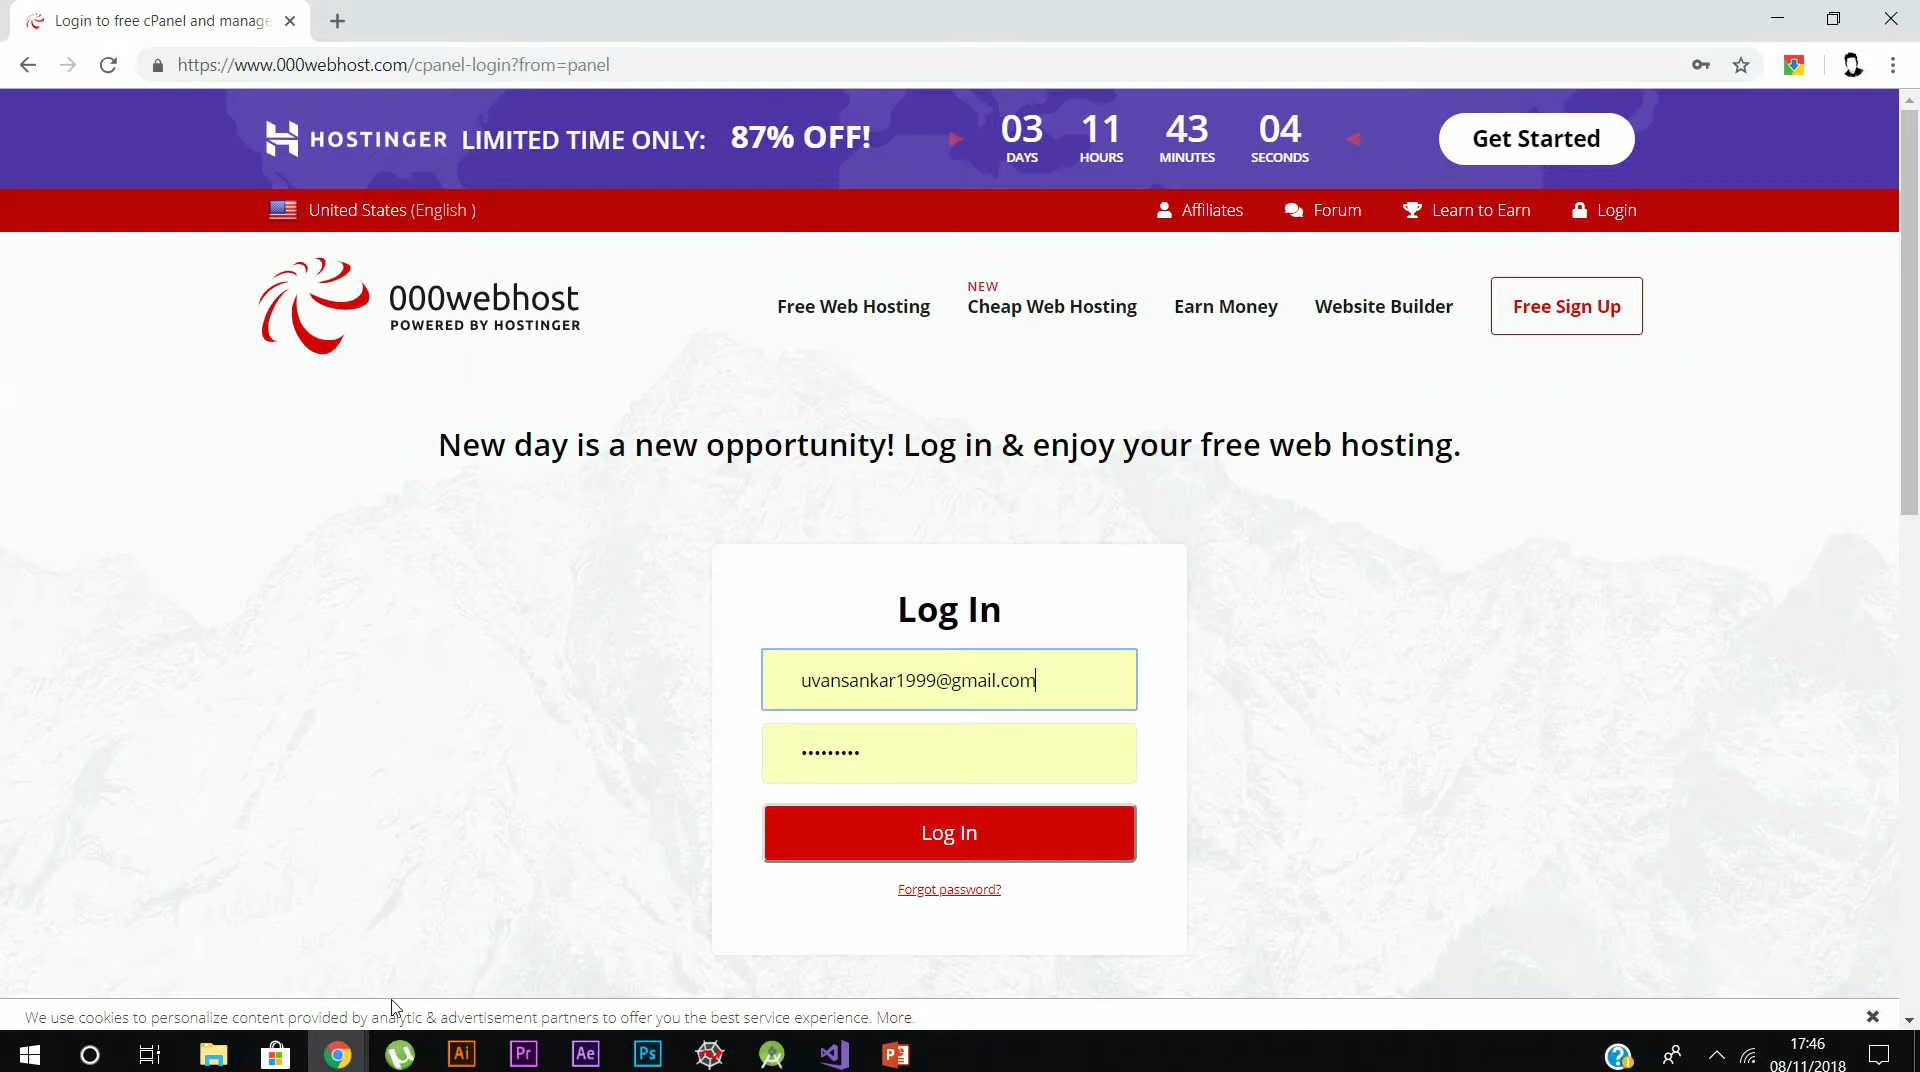 Login to free cPanel and manage
https://www.000webhost.com/cpanel-login?from=panel
HOSTINGER LIMITED TIME ONLY: 87% OFF!
03 11 43 04
DAYS HOURS MINUTES SECONDS
Get Started
United States (English )
Affiliates Forum Learn to Earn Login
000webhost
POWERED BY HOSTINGER
NEW
Free Web Hosting Cheap Web Hosting Earn Money Website Builder Free Sign Up
New day is a new opportunity! Log in & enjoy your free web hosting.
Log In
uvansankar1999@gmail.com
•••••••••
Log In
Forgot password?
We use cookies to personalize content provided by analytic & advertisement partners to offer you the best service experience. More.
Ai Pr Ae Ps
17:46
08/11/2018